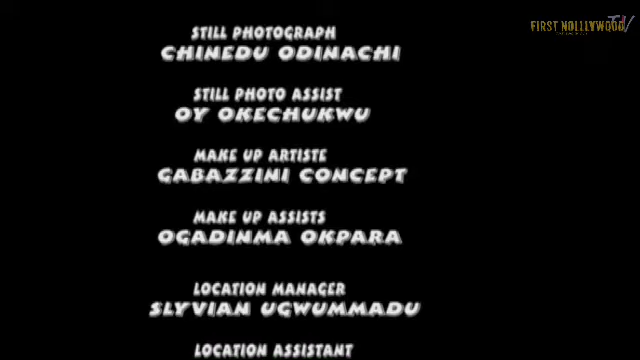 STILL PHOTOGRAPH
CHINEDU ODINACHI
STILL PHOTO ASSIST
OY OKECHUKWU
MAKE UP ARTISTE
GABAZZINI CONCEPT
MAKE UP ASSISTS
OGADINMA OKPARA
LOCATION MANAGER
SLYVIAN UGWUMMADU
LOCATION ASSISTANT
FIRST NOLLYWOOD
TV